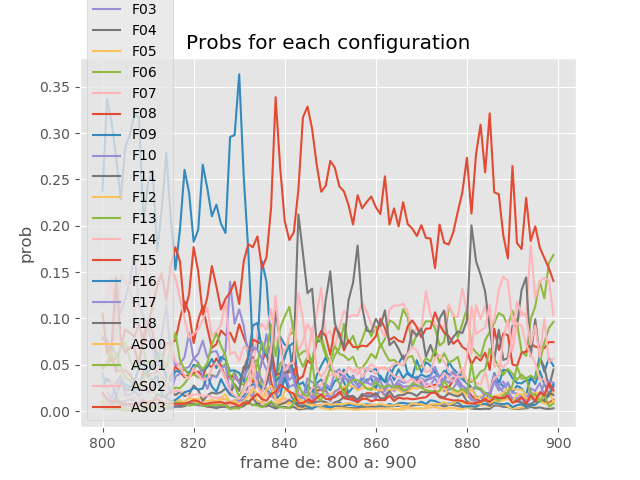 F03
F04
Probs for each configuration
F05
F06
F07
F08
F09
F10
F11
F12
F13
F14
F15
F16
F17
F18
AS00
AS01
AS02
AS03
0.35
0.30
0.25
0.20
0.15
0.10
0.05
0.00
prob
800 820 840 860 880 900
frame de: 800 a: 900